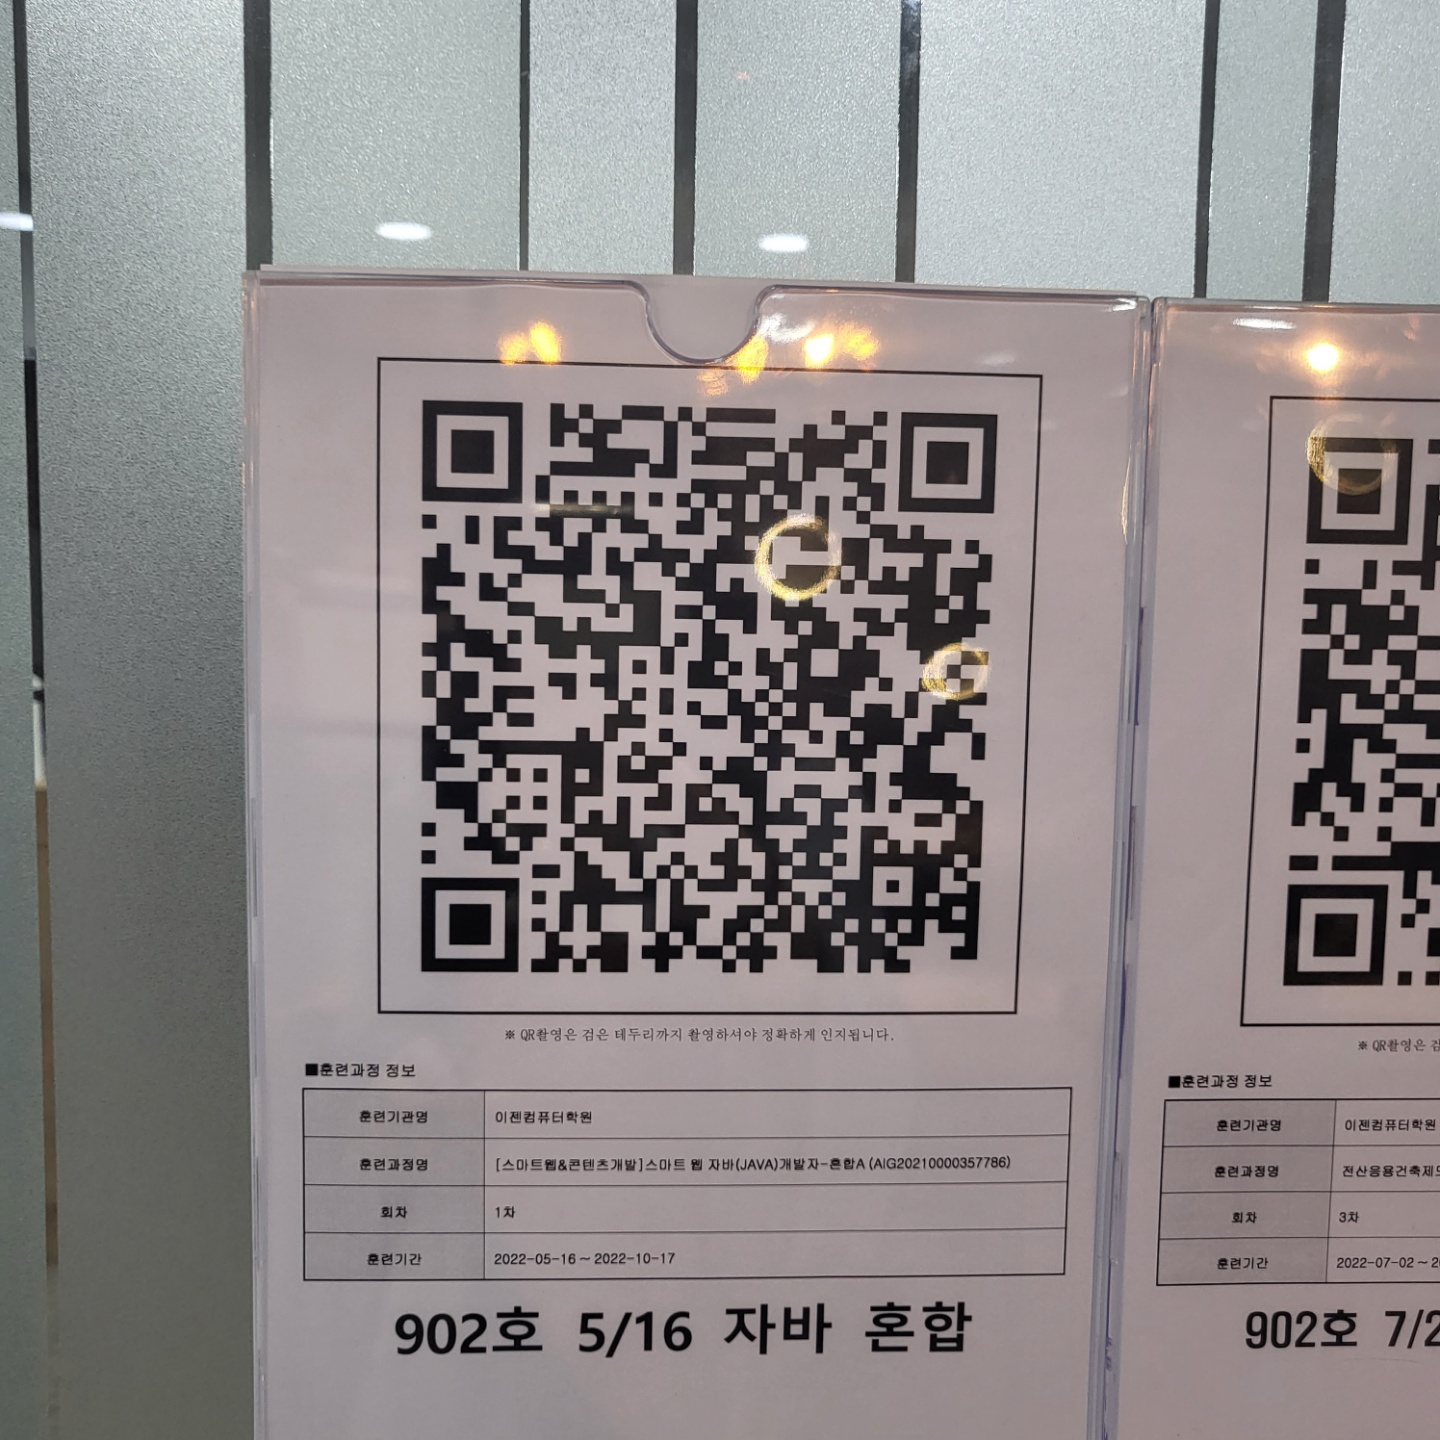 ※ QR촬영은 검은 테두리까지 촬영하셔야 정확하게 인지됩니다.
■훈련과정 정보
훈련기관명 이젠컴퓨터학원
훈련과정명 [스마트웹&콘텐츠개발]스마트 웹 자바(JAVA)개발자-혼합A (AIG20210000357786)
회차 1차
훈련기간 2022-05-16 ~ 2022-10-17
902호 5/16 자바 혼합
※ QR촬영은
■훈련과정 정보
훈련기관명 이젠컴퓨터학원
훈련과정명 전산응용건축제도
회차 3차
훈련기간 2022-07-02 ~
902호 7/2